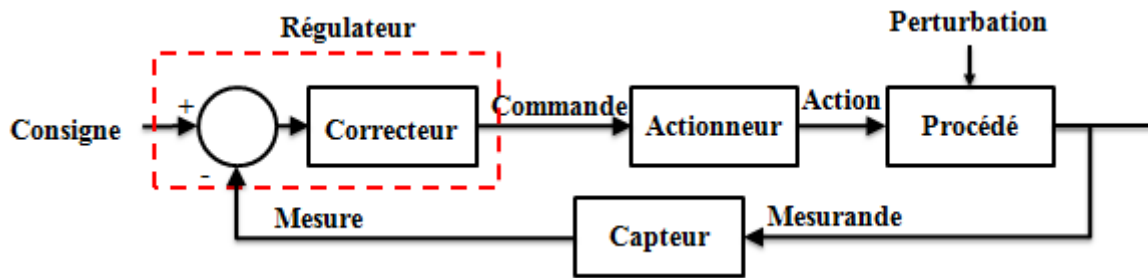 Régulateur
Perturbation
+
Consigne
Correcteur
Commande
Actionneur
Action
Procédé
-
Mesure
Capteur
Mesurande